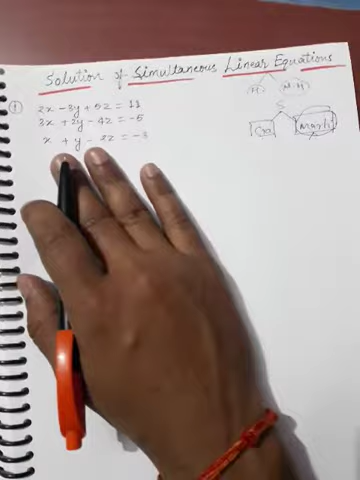 Solution of Simultaneous Linear Equations
H N·H
S
① 2x - 3y + 5z = 11
3x + 2y - 4z = -5
x + y - 2z = -3